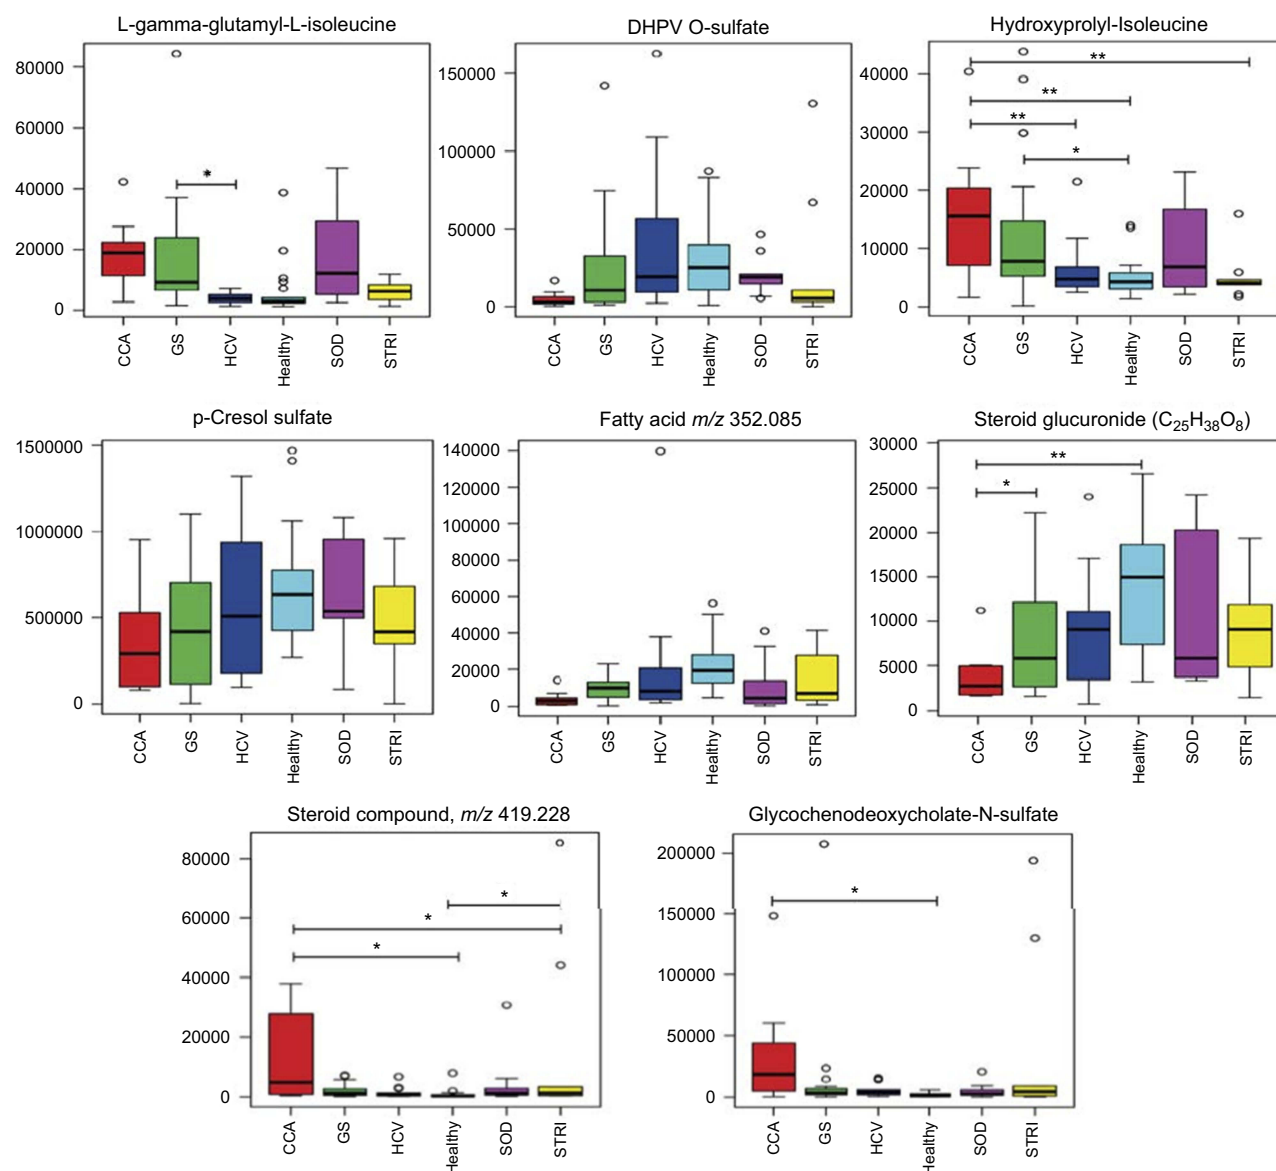 L-gamma-glutamyl-L-isoleucine
80000
60000
40000
20000
0
*
CCA
GS
HCV
Healthy
SOD
STRI
DHPV O-sulfate
150000
100000
50000
0
CCA
GS
HCV
Healthy
SOD
STRI
Hydroxyprolyl-Isoleucine
40000
30000
20000
10000
0
**
**
**
*
CCA
GS
HCV
Healthy
SOD
STRI
p-Cresol sulfate
1500000
1000000
500000
0
CCA
GS
HCV
Healthy
SOD
STRI
Fatty acid m/z 352.085
140000
120000
100000
80000
60000
40000
20000
0
CCA
GS
HCV
Healthy
SOD
STRI
Steroid glucuronide (C₂₅H₃₈O₈)
30000
25000
20000
15000
10000
5000
0
**
*
CCA
GS
HCV
Healthy
SOD
STRI
Steroid compound, m/z 419.228
80000
60000
40000
20000
0
*
*
*
CCA
GS
HCV
Healthy
SOD
STRI
Glycochenodeoxycholate-N-sulfate
200000
150000
100000
50000
0
*
CCA
GS
HCV
Healthy
SOD
STRI